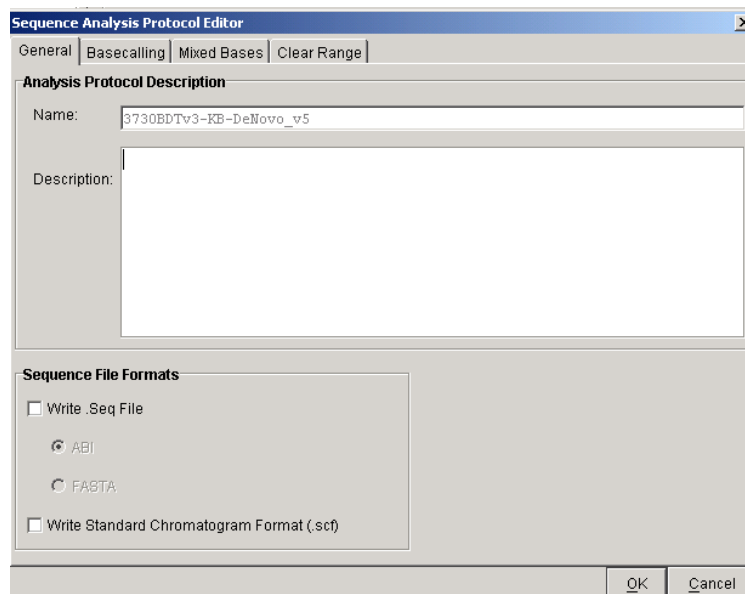 Sequence Analysis Protocol Editor
General Basecalling Mixed Bases Clear Range
Analysis Protocol Description
Name: 3730BDTv3-KB-DeNovo_v5
Description:
Sequence File Formats
Write .Seq File
ABI
FASTA
Write Standard Chromatogram Format (.scf)
OK Cancel